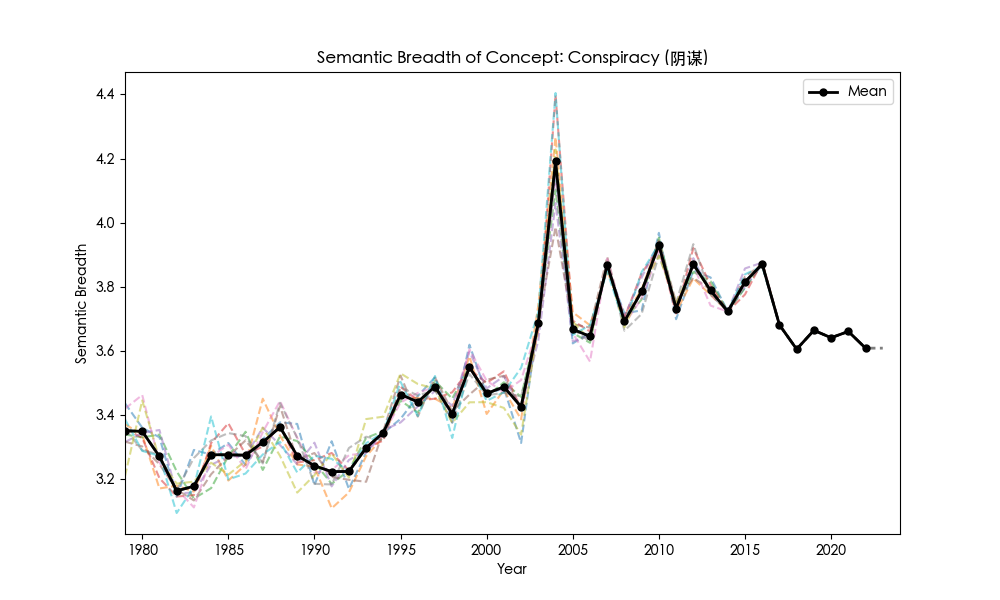 Semantic Breadth of Concept: Conspiracy (阴谋)
Mean
4.4
4.2
4.0
3.8
3.6
3.4
3.2
Semantic Breadth
1980 1985 1990 1995 2000 2005 2010 2015 2020
Year